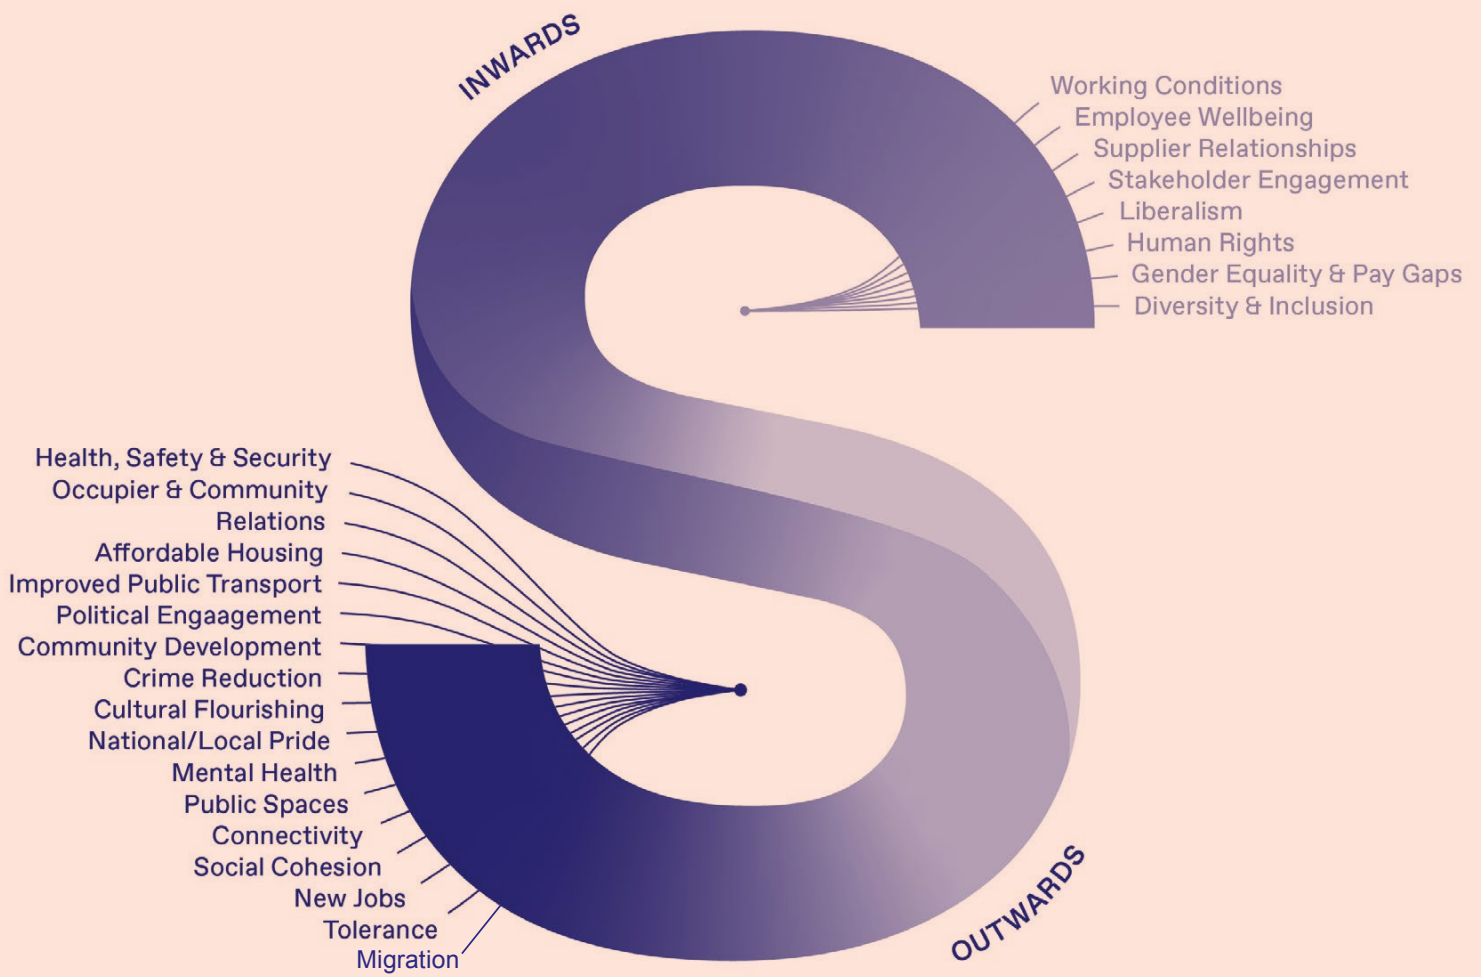 INWARDS
Working Conditions
Employee Wellbeing
Supplier Relationships
Stakeholder Engagement
Liberalism
Human Rights
Gender Equality & Pay Gaps
Diversity & Inclusion
Health, Safety & Security
Occupier & Community
Relations
Affordable Housing
Improved Public Transport
Political Engaagement
Community Development
Crime Reduction
Cultural Flourishing
National/Local Pride
Mental Health
Public Spaces
Connectivity
Social Cohesion
New Jobs
Tolerance
Migration
OUTWARDS